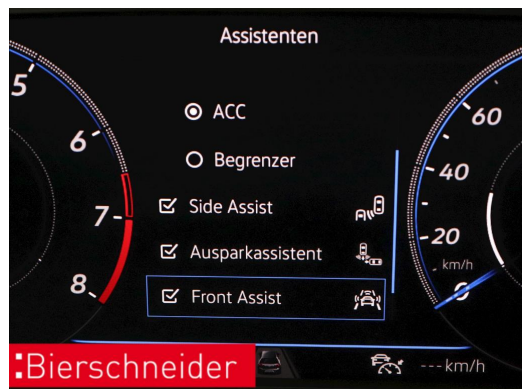 Assistenten
5
6
7
8
ACC
Begrenzer
Side Assist
Ausparkassistent
Front Assist
60
40
20
km/h
0
--- km/h
:Bierschneider